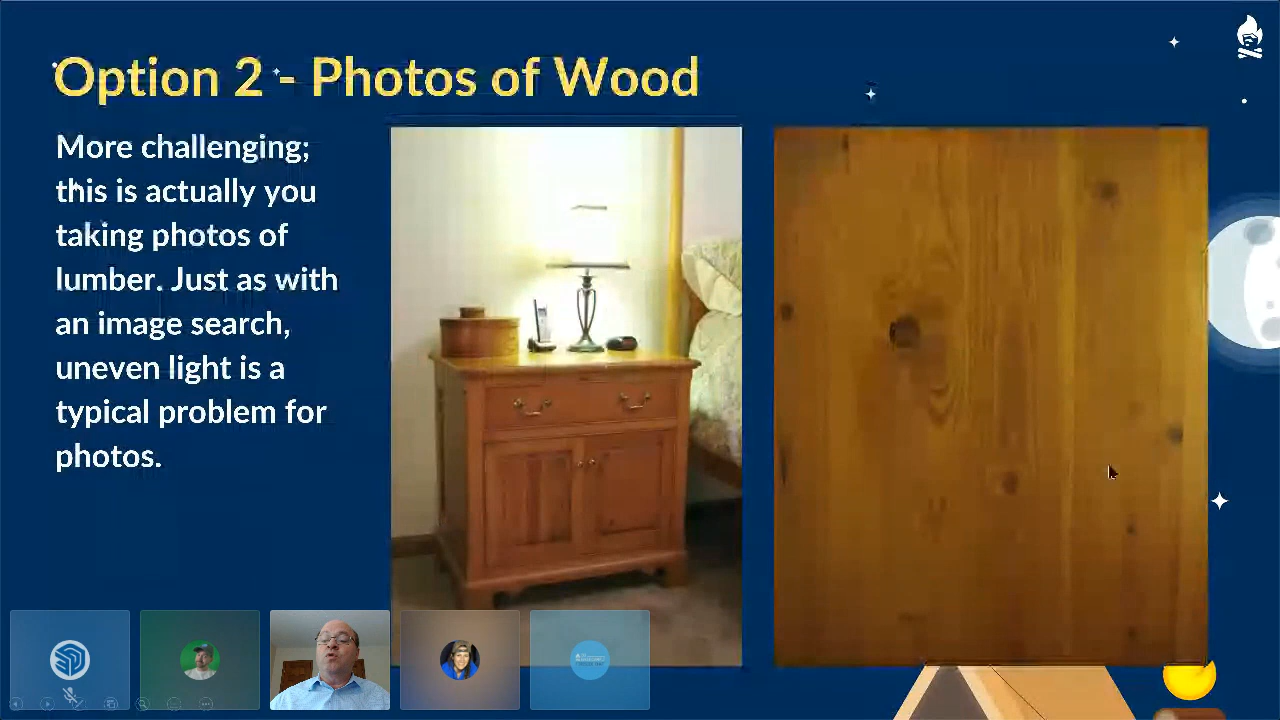 Option 2 - Photos of Wood
More challenging;
this is actually you
taking photos of
lumber. Just as with
an image search,
uneven light is a
typical problem for
photos.